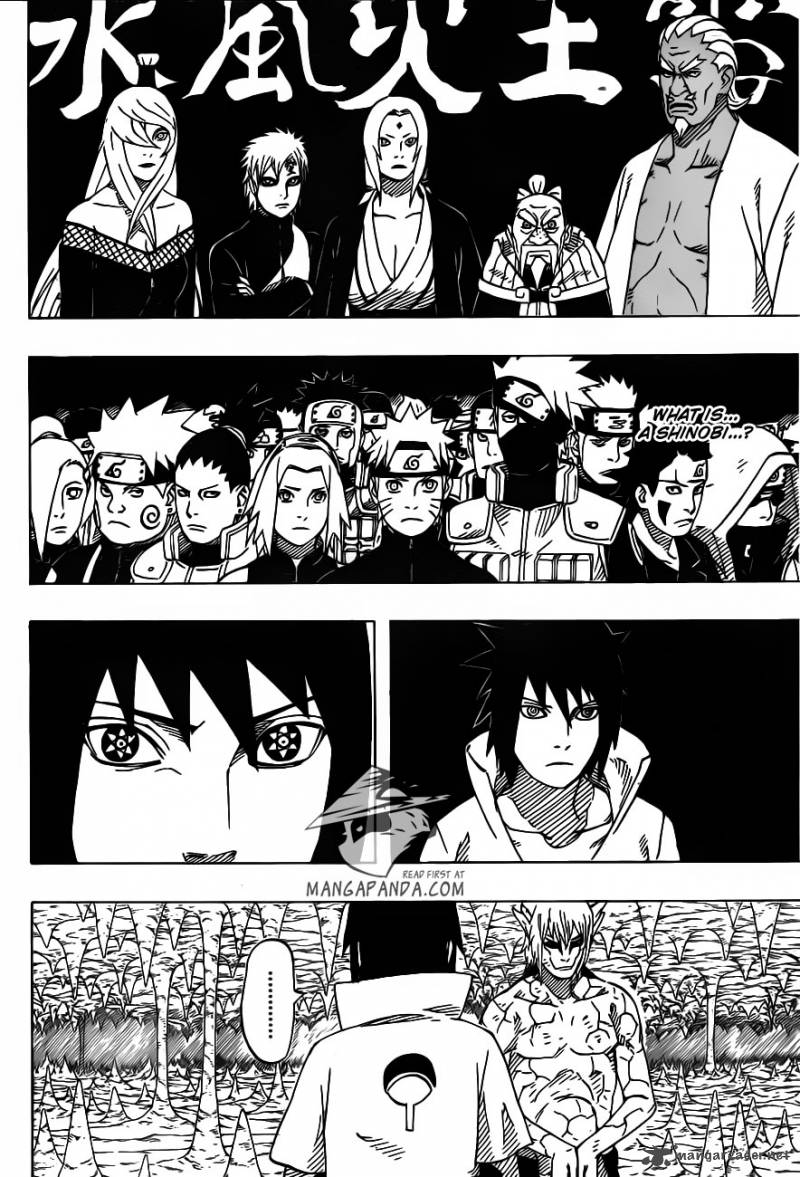 水風火土雷
WHAT IS...
A SHINOBI...?
READ FIRST AT
MANGAPANDA.COM
............
mangareader.net